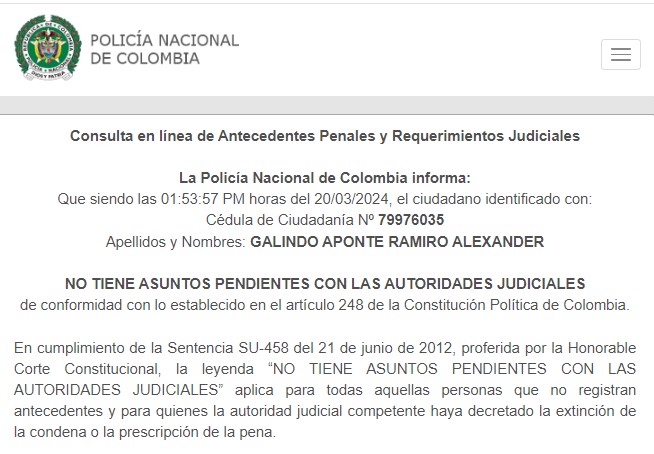 POLICÍA NACIONAL
DE COLOMBIA
Consulta en línea de Antecedentes Penales y Requerimientos Judiciales
La Policía Nacional de Colombia informa:
Que siendo las 01:53:57 PM horas del 20/03/2024, el ciudadano identificado con:
Cédula de Ciudadanía Nº 79976035
Apellidos y Nombres: GALINDO APONTE RAMIRO ALEXANDER
NO TIENE ASUNTOS PENDIENTES CON LAS AUTORIDADES JUDICIALES
de conformidad con lo establecido en el artículo 248 de la Constitución Política de Colombia.
En cumplimiento de la Sentencia SU-458 del 21 de junio de 2012, proferida por la Honorable
Corte Constitucional, la leyenda “NO TIENE ASUNTOS PENDIENTES CON LAS
AUTORIDADES JUDICIALES” aplica para todas aquellas personas que no registran
antecedentes y para quienes la autoridad judicial competente haya decretado la extinción de
la condena o la prescripción de la pena.